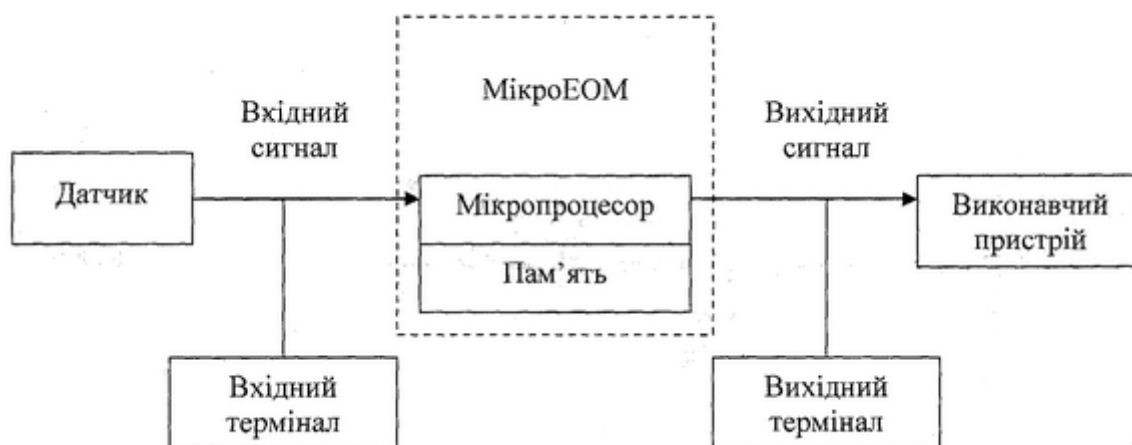 МікроЕОМ
Вхідний
сигнал
Вихідний
сигнал
Датчик
Мікропроцесор
Пам’ять
Виконавчий
пристрій
Вхідний
термінал
Вихідний
термінал